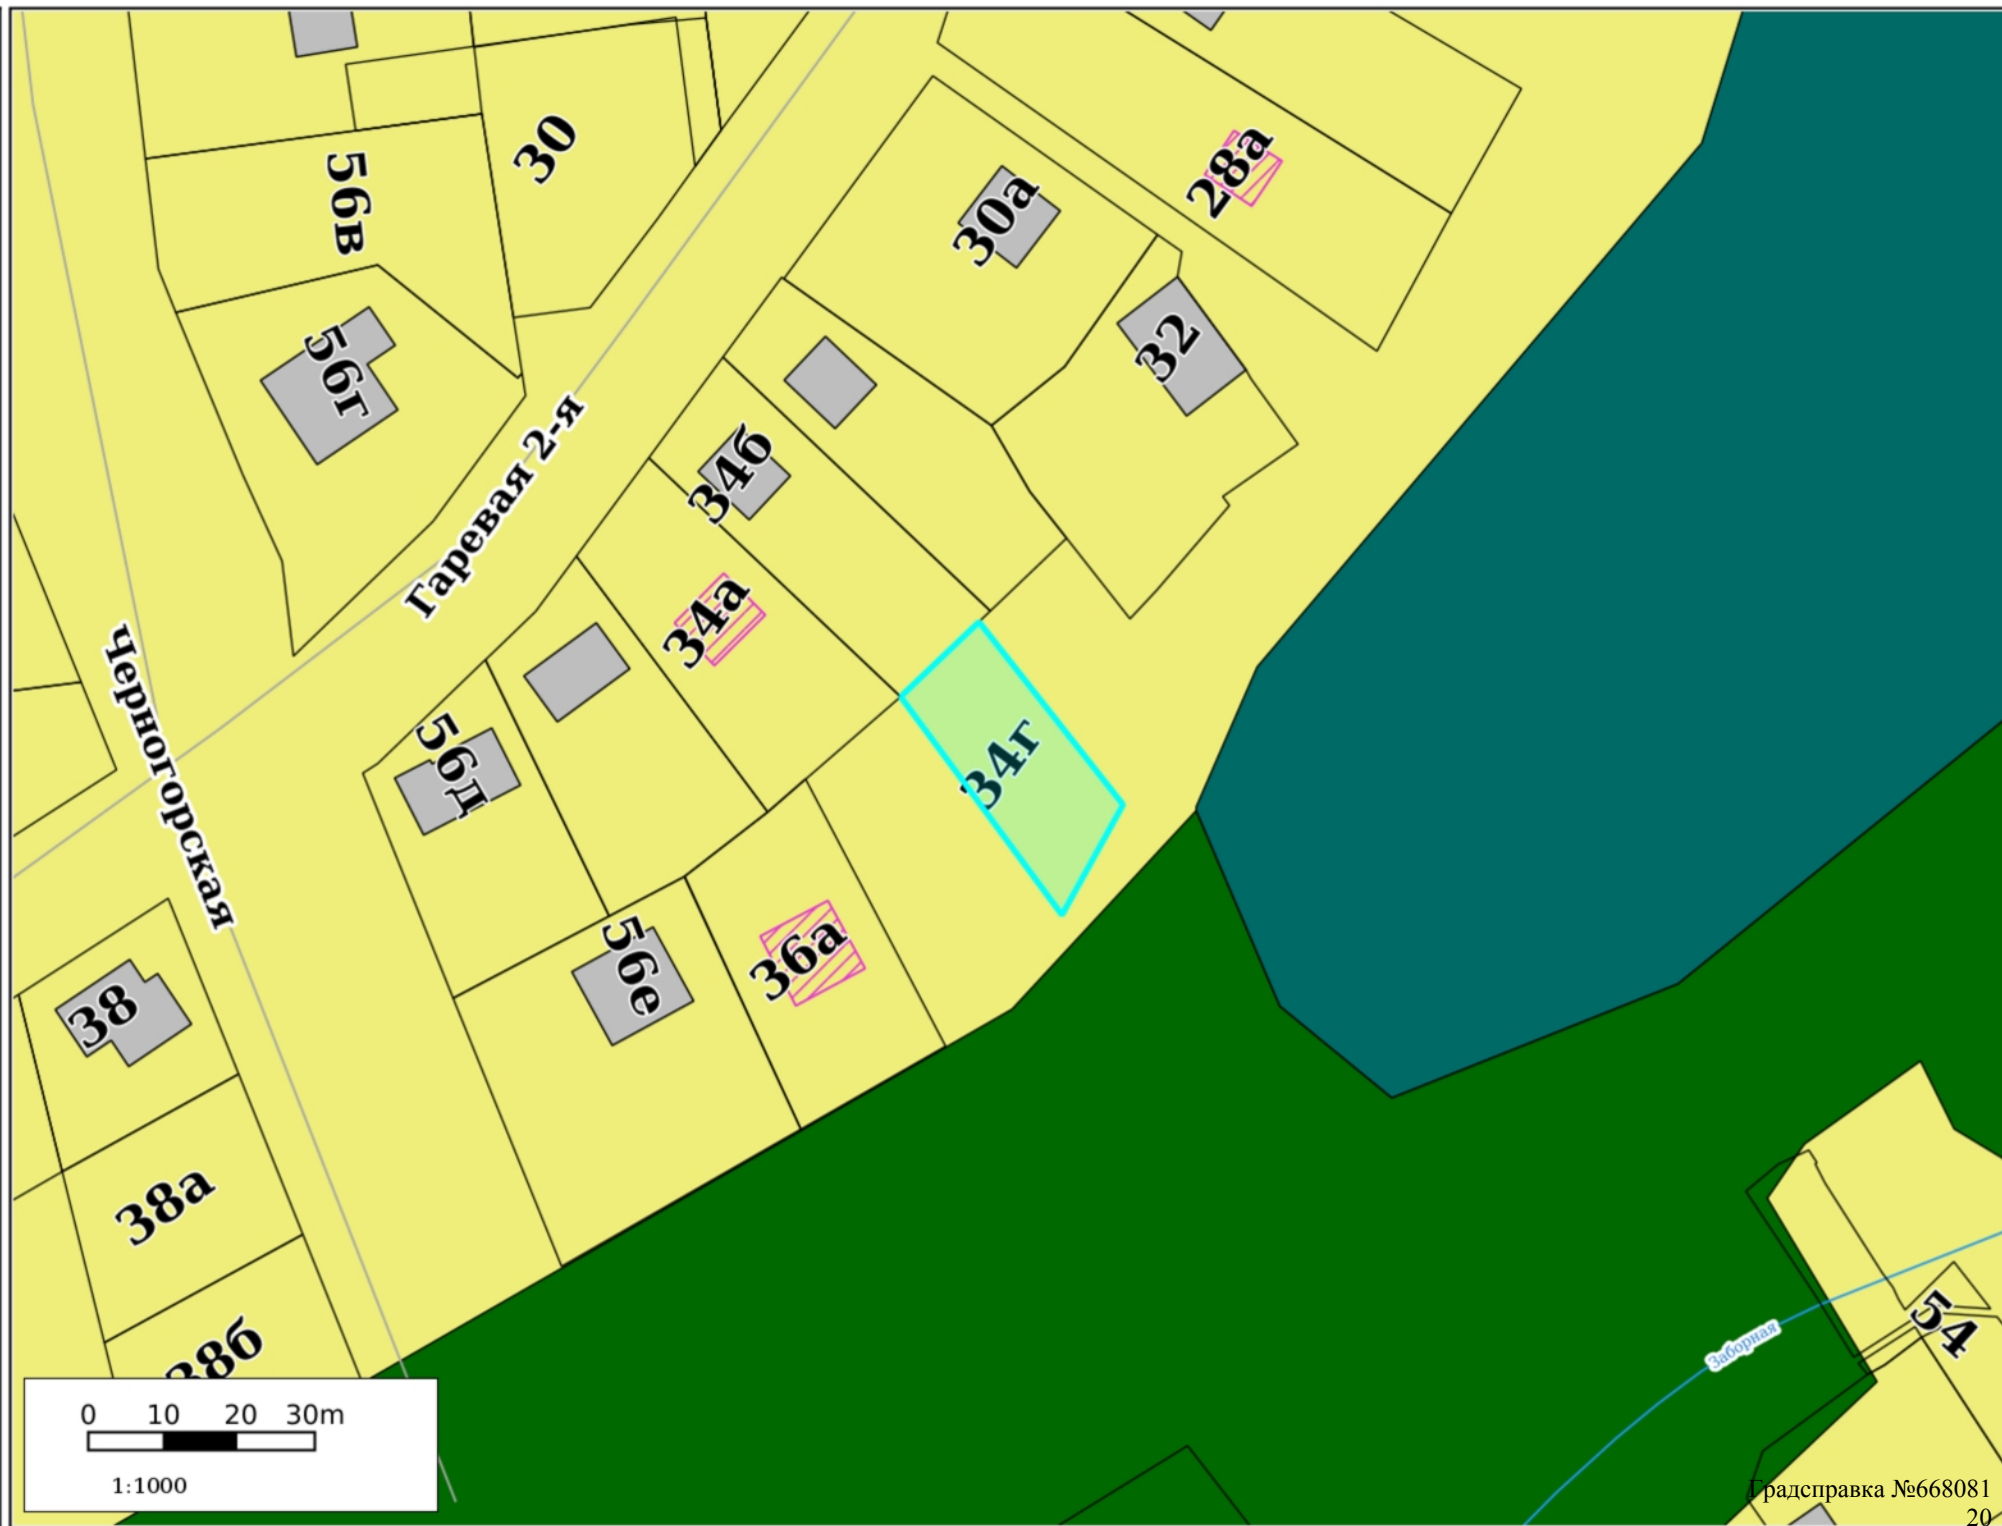 30
56в
28а
30а
32
56г
Гаревая 2-я
34б
34а
Черногорская
56д
34г
56е
36а
38
38а
38б
54
Заборная
0 10 20 30m
1:1000
Градсправка №668081
20